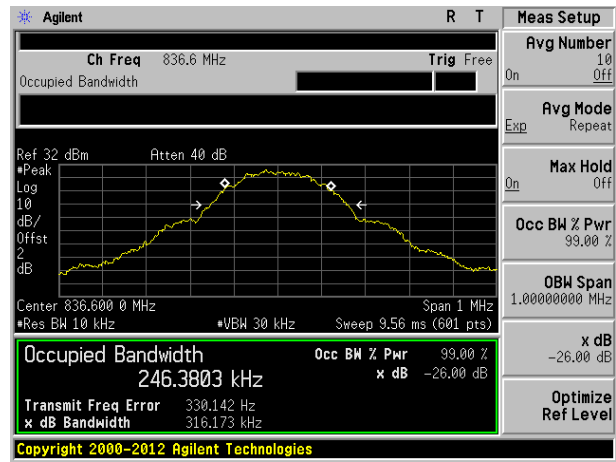 Agilent R T
Ch Freq 836.6 MHz Trig Free
Occupied Bandwidth
Ref 32 dBm Atten 40 dB
#Peak
Log
10
dB/
Offst
2
dB
Center 836.600 0 MHz Span 1 MHz
#Res BW 10 kHz #VBW 30 kHz Sweep 9.56 ms (601 pts)
Occupied Bandwidth Occ BW % Pwr 99.00 %
246.3803 kHz x dB -26.00 dB
Transmit Freq Error 330.142 Hz
x dB Bandwidth 316.173 kHz
Copyright 2000-2012 Agilent Technologies
Meas Setup
Avg Number
10
On Off
Avg Mode
Exp Repeat
Max Hold
On Off
Occ BW % Pwr
99.00 %
OBW Span
1.00000000 MHz
x dB
-26.00 dB
Optimize
Ref Level